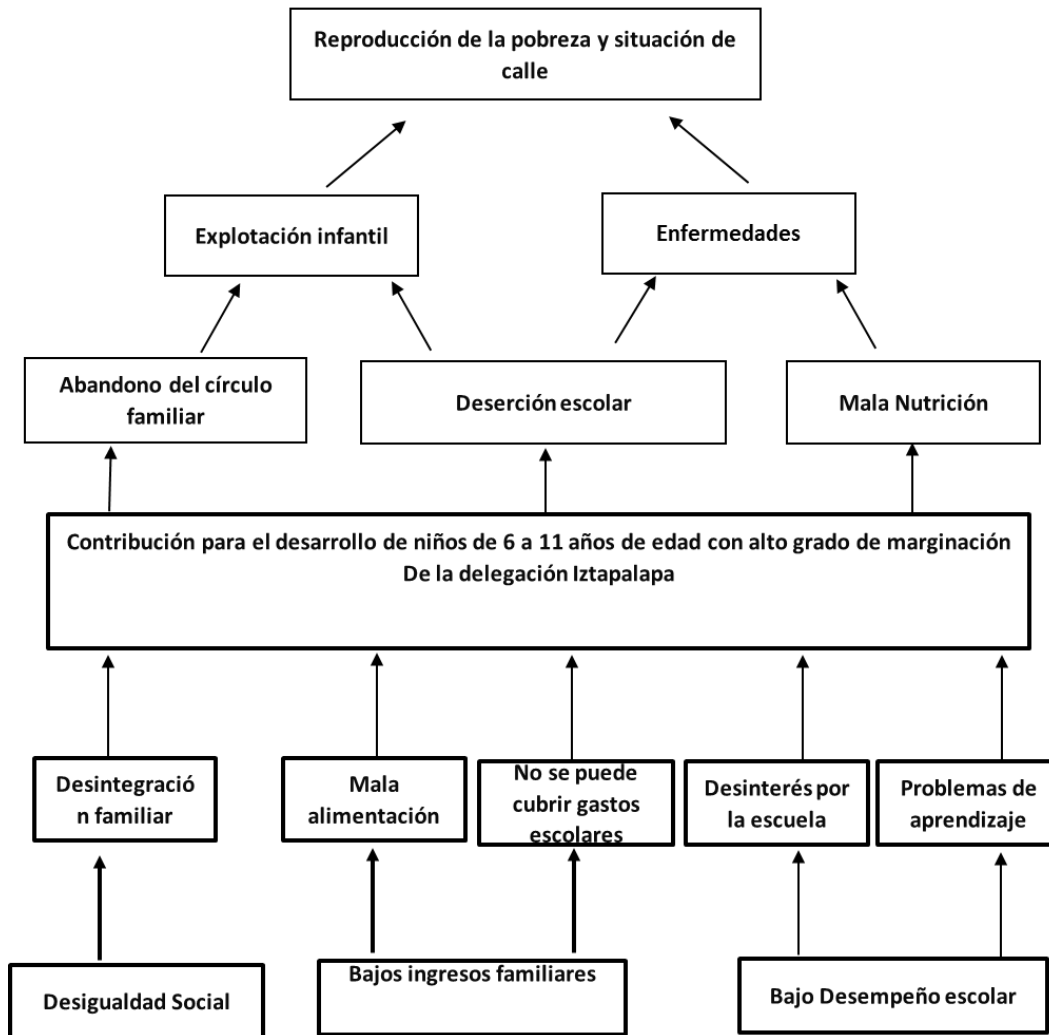 Reproducción de la pobreza y situación de
calle
Explotación infantil
Enfermedades
Abandono del círculo
familiar
Deserción escolar
Mala Nutrición
Contribución para el desarrollo de niños de 6 a 11 años de edad con alto grado de marginación
De la delegación Iztapalapa
Desintegració
n familiar
Mala
alimentación
No se puede
cubrir gastos
escolares
Desinterés por
la escuela
Problemas de
aprendizaje
Desigualdad Social
Bajos ingresos familiares
Bajo Desempeño escolar